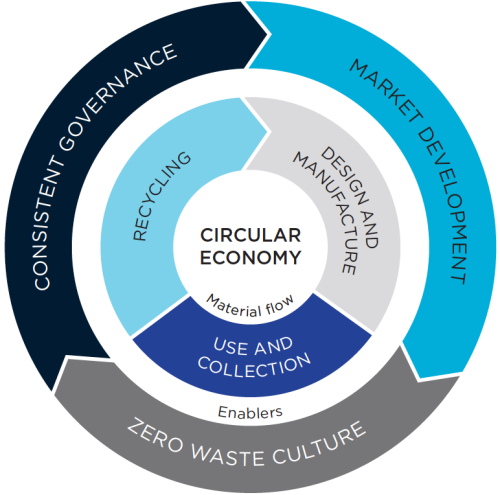 CONSISTENT GOVERNANCE
MARKET DEVELOPMENT
RECYCLING
DESIGN AND
MANUFACTURE
CIRCULAR
ECONOMY
Material flow
USE AND
COLLECTION
Enablers
ZERO WASTE CULTURE